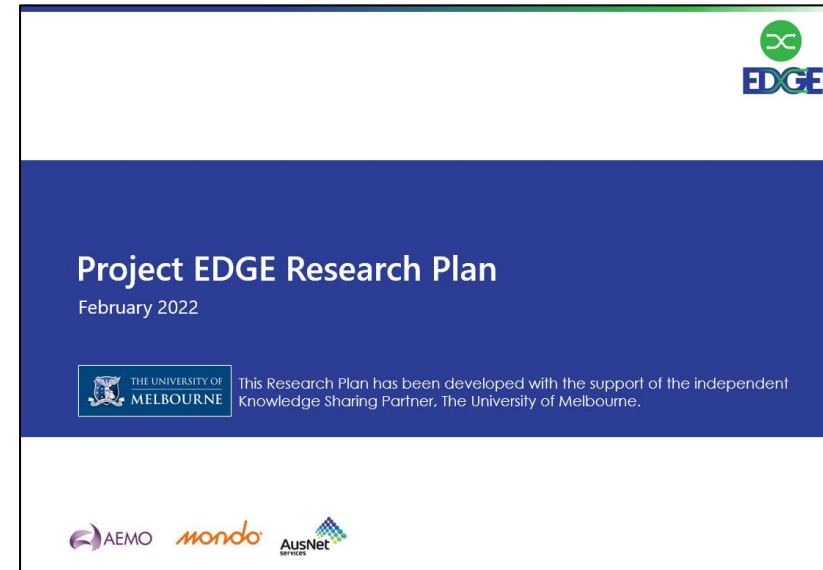 EDGE
Project EDGE Research Plan
February 2022
THE UNIVERSITY OF
MELBOURNE
This Research Plan has been developed with the support of the independent
Knowledge Sharing Partner, The University of Melbourne.
AEMO
mondo
AusNet
services